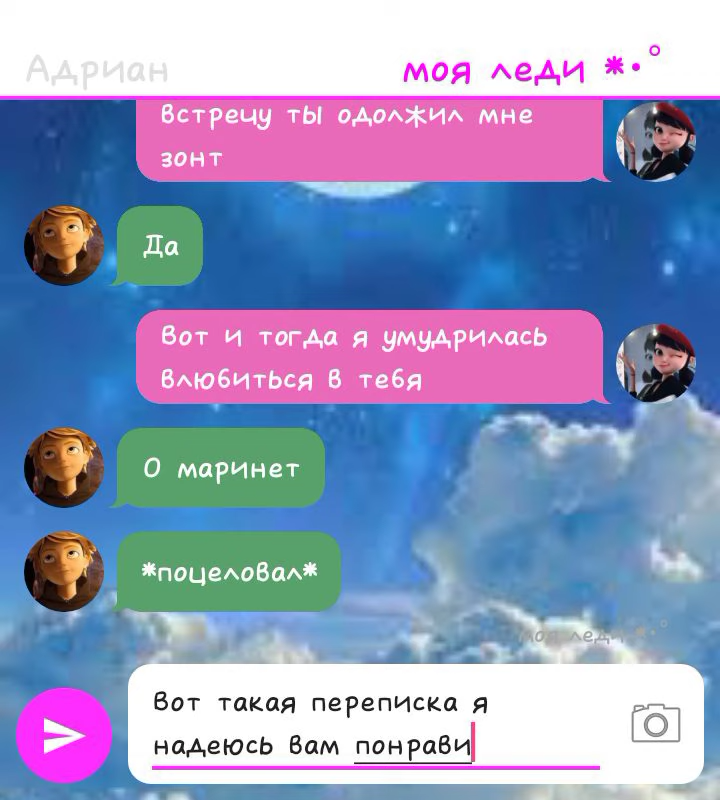 Адриан
моя леди *•°
встречу ты одолжил мне
зонт
Да
Вот и тогда я умудрилась
влюбиться в тебя
О маринет
*поцеловал*
моя леди *•°
Вот такая переписка я
надеюсь вам понрави